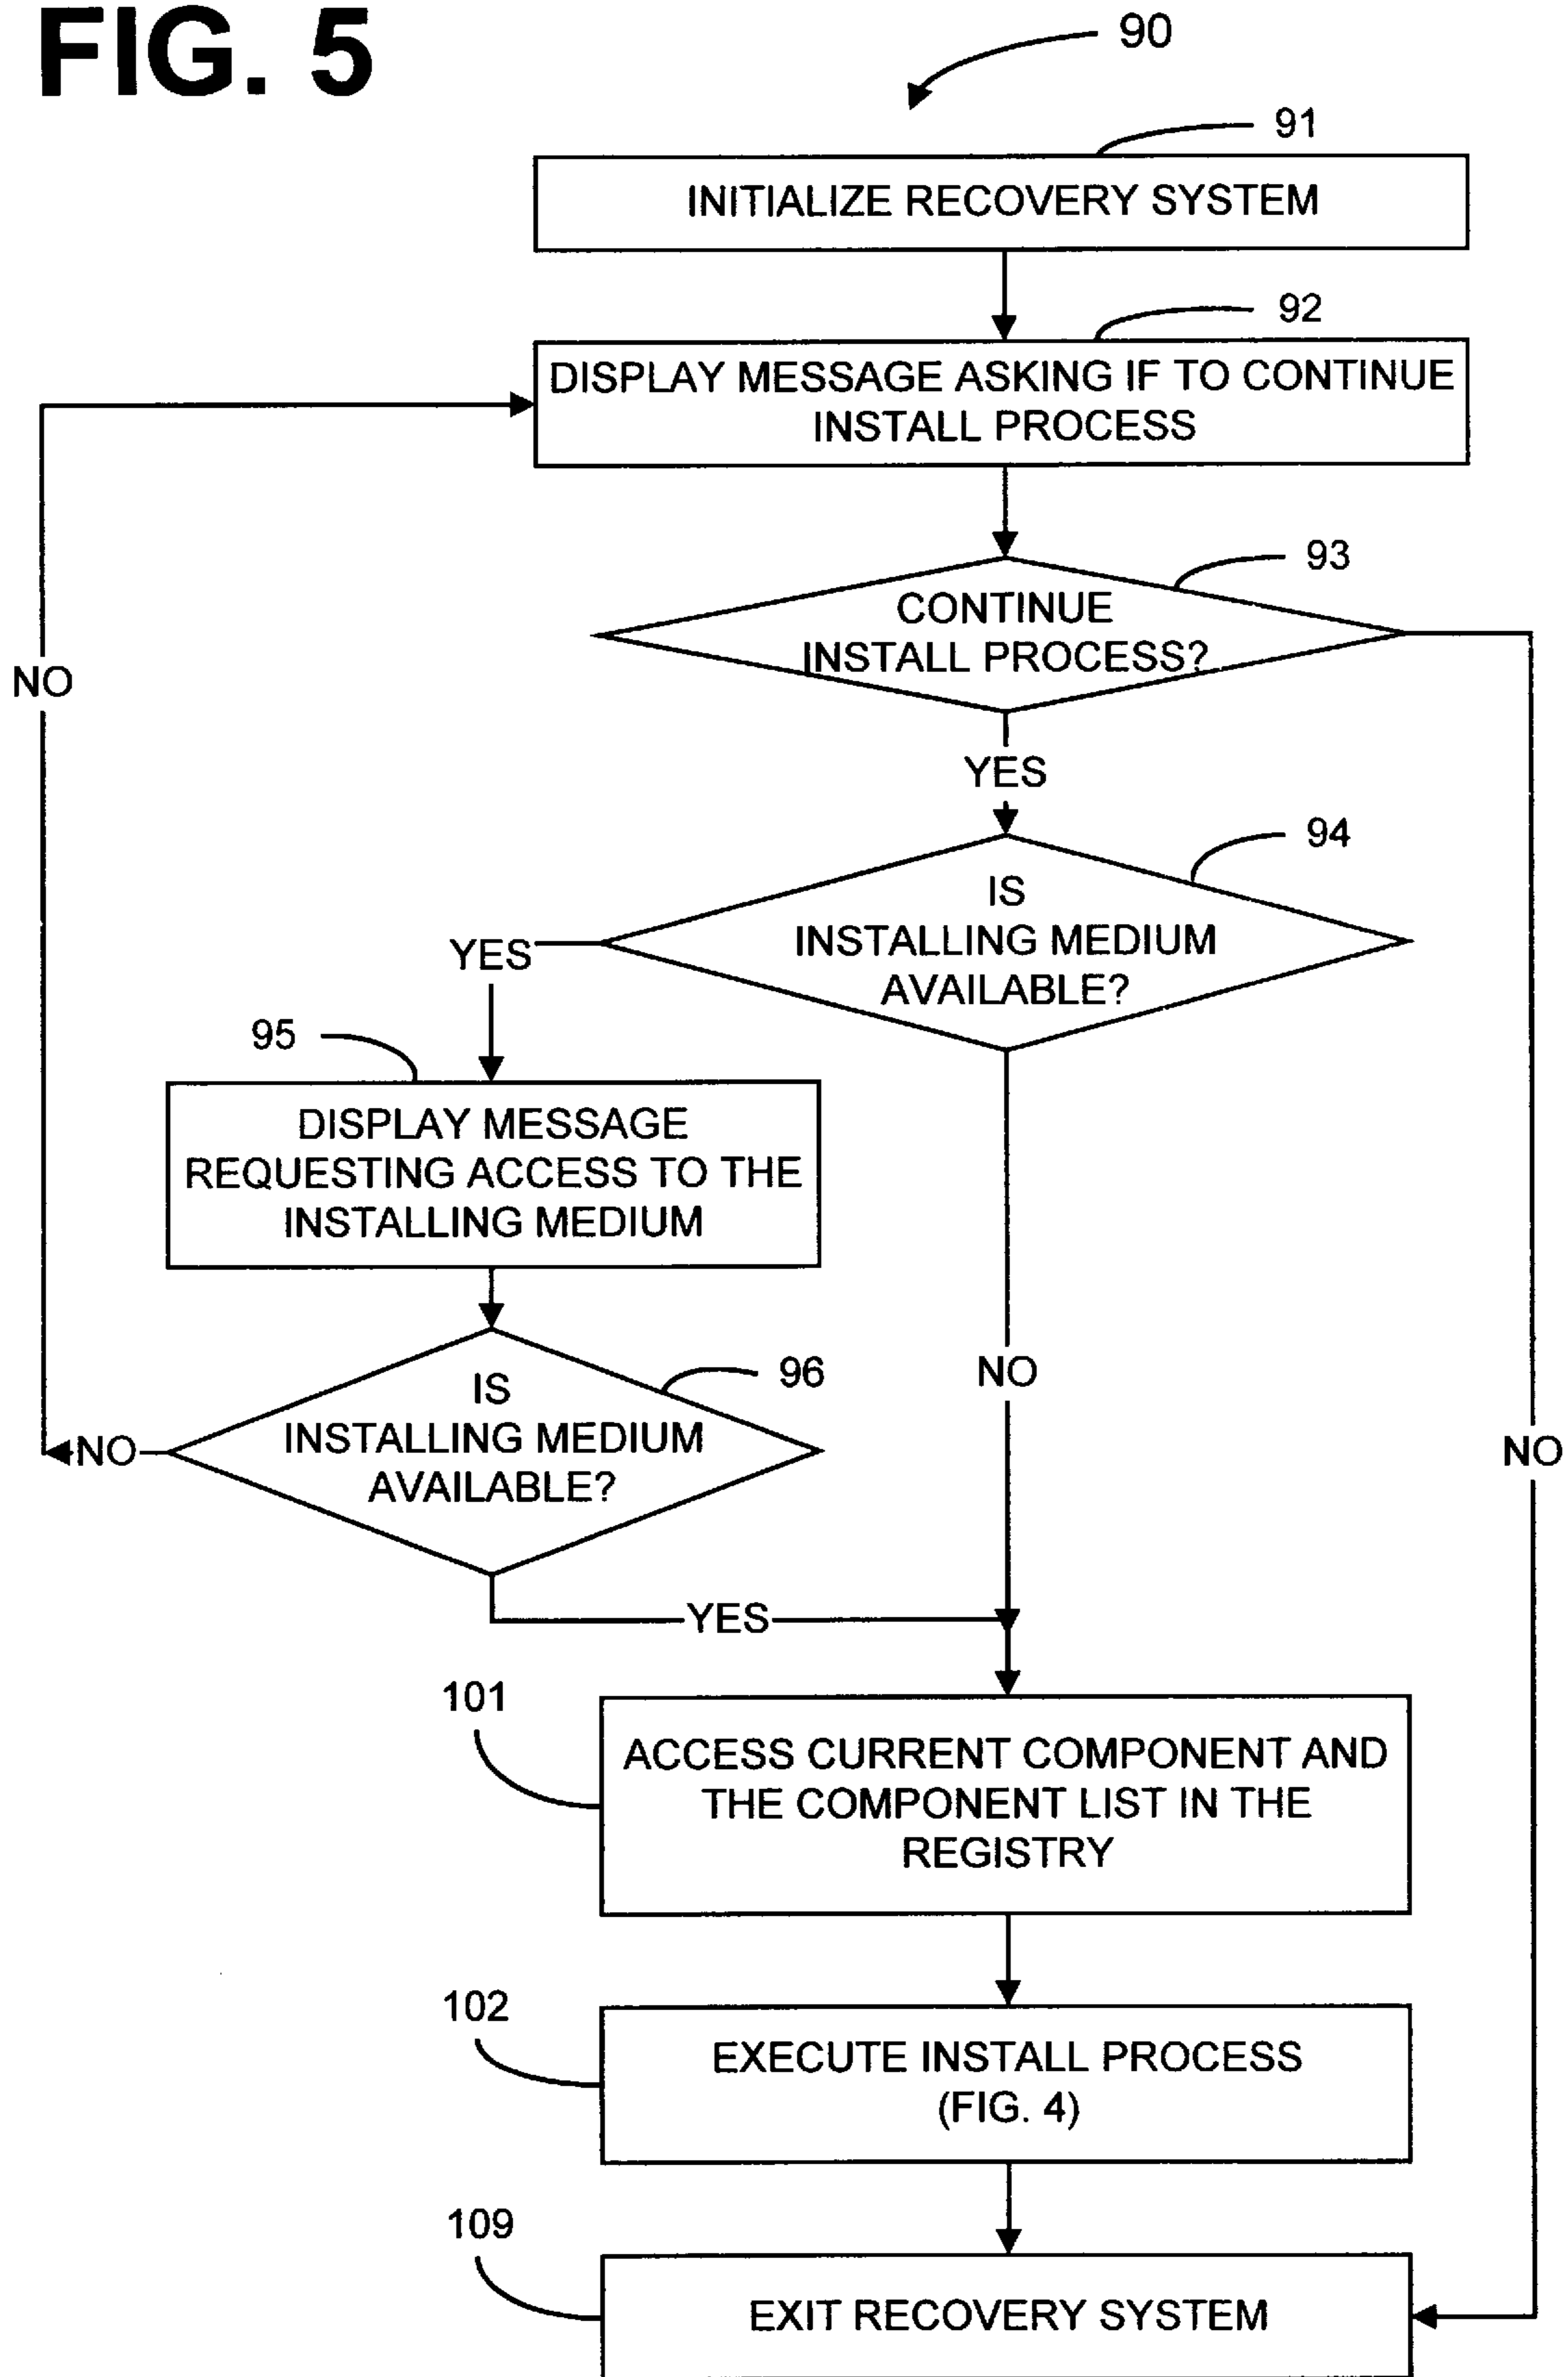 FIG. 5
90
91
INITIALIZE RECOVERY SYSTEM
92
DISPLAY MESSAGE ASKING IF TO CONTINUE
INSTALL PROCESS
93
CONTINUE
INSTALL PROCESS?
NO
YES
94
IS
INSTALLING MEDIUM
AVAILABLE?
YES
95
DISPLAY MESSAGE
REQUESTING ACCESS TO THE
INSTALLING MEDIUM
96
IS
INSTALLING MEDIUM
AVAILABLE?
NO
NO
NO
YES
101
ACCESS CURRENT COMPONENT AND
THE COMPONENT LIST IN THE
REGISTRY
102
EXECUTE INSTALL PROCESS
(FIG. 4)
109
EXIT RECOVERY SYSTEM